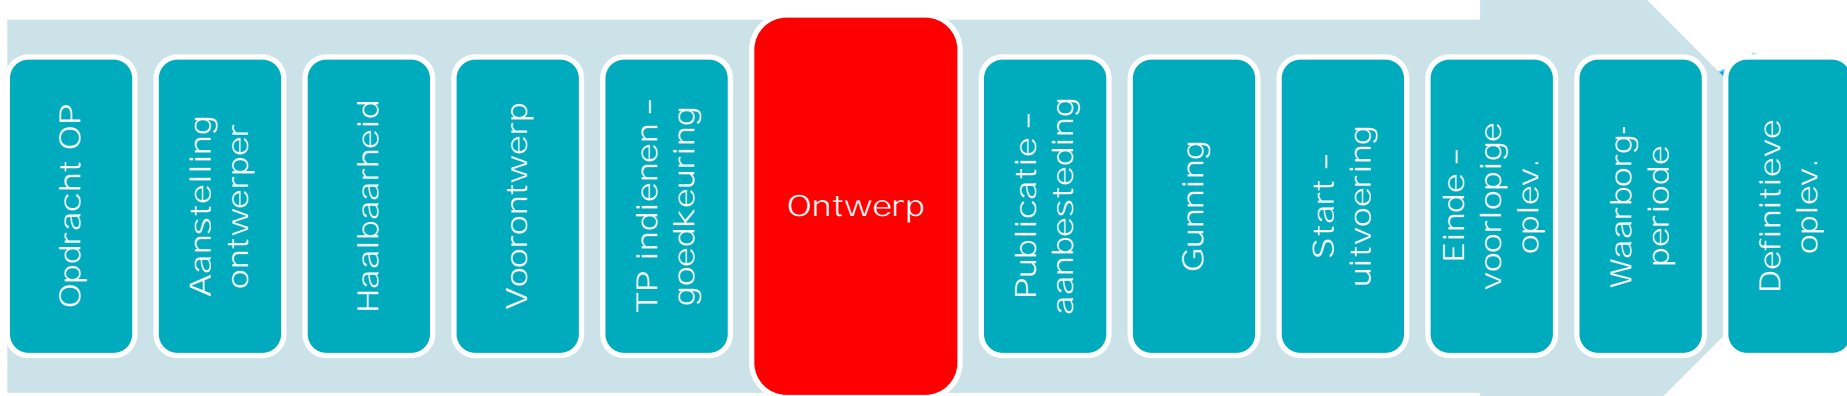 Opdracht OP
Aanstelling
ontwerper
Haalbaarheid
Voorontwerp
TP indienen –
goedkeuring
Ontwerp
Publicatie –
aanbesteding
Gunning
Start –
uitvoering
Einde –
voorlopige
oplev.
Waarborg-
periode
Definitieve
oplev.